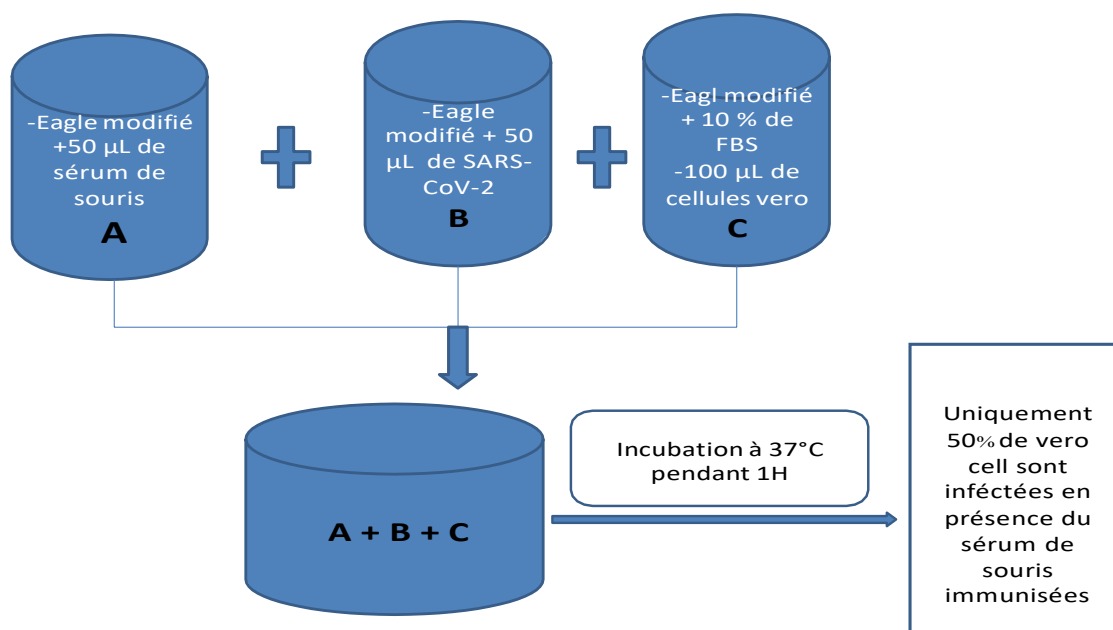 -Eagle modifié
+50 µL de
sérum de
souris
A
-Eagle
modifié + 50
µL de SARS-
CoV-2
B
-Eagl modifié
+ 10 % de
FBS
-100 µL de
cellules vero
C
A + B + C
Incubation à 37°C
pendant 1H
Uniquement
50% de vero
cell sont
inféctées en
présence du
sérum de
souris
immunisées